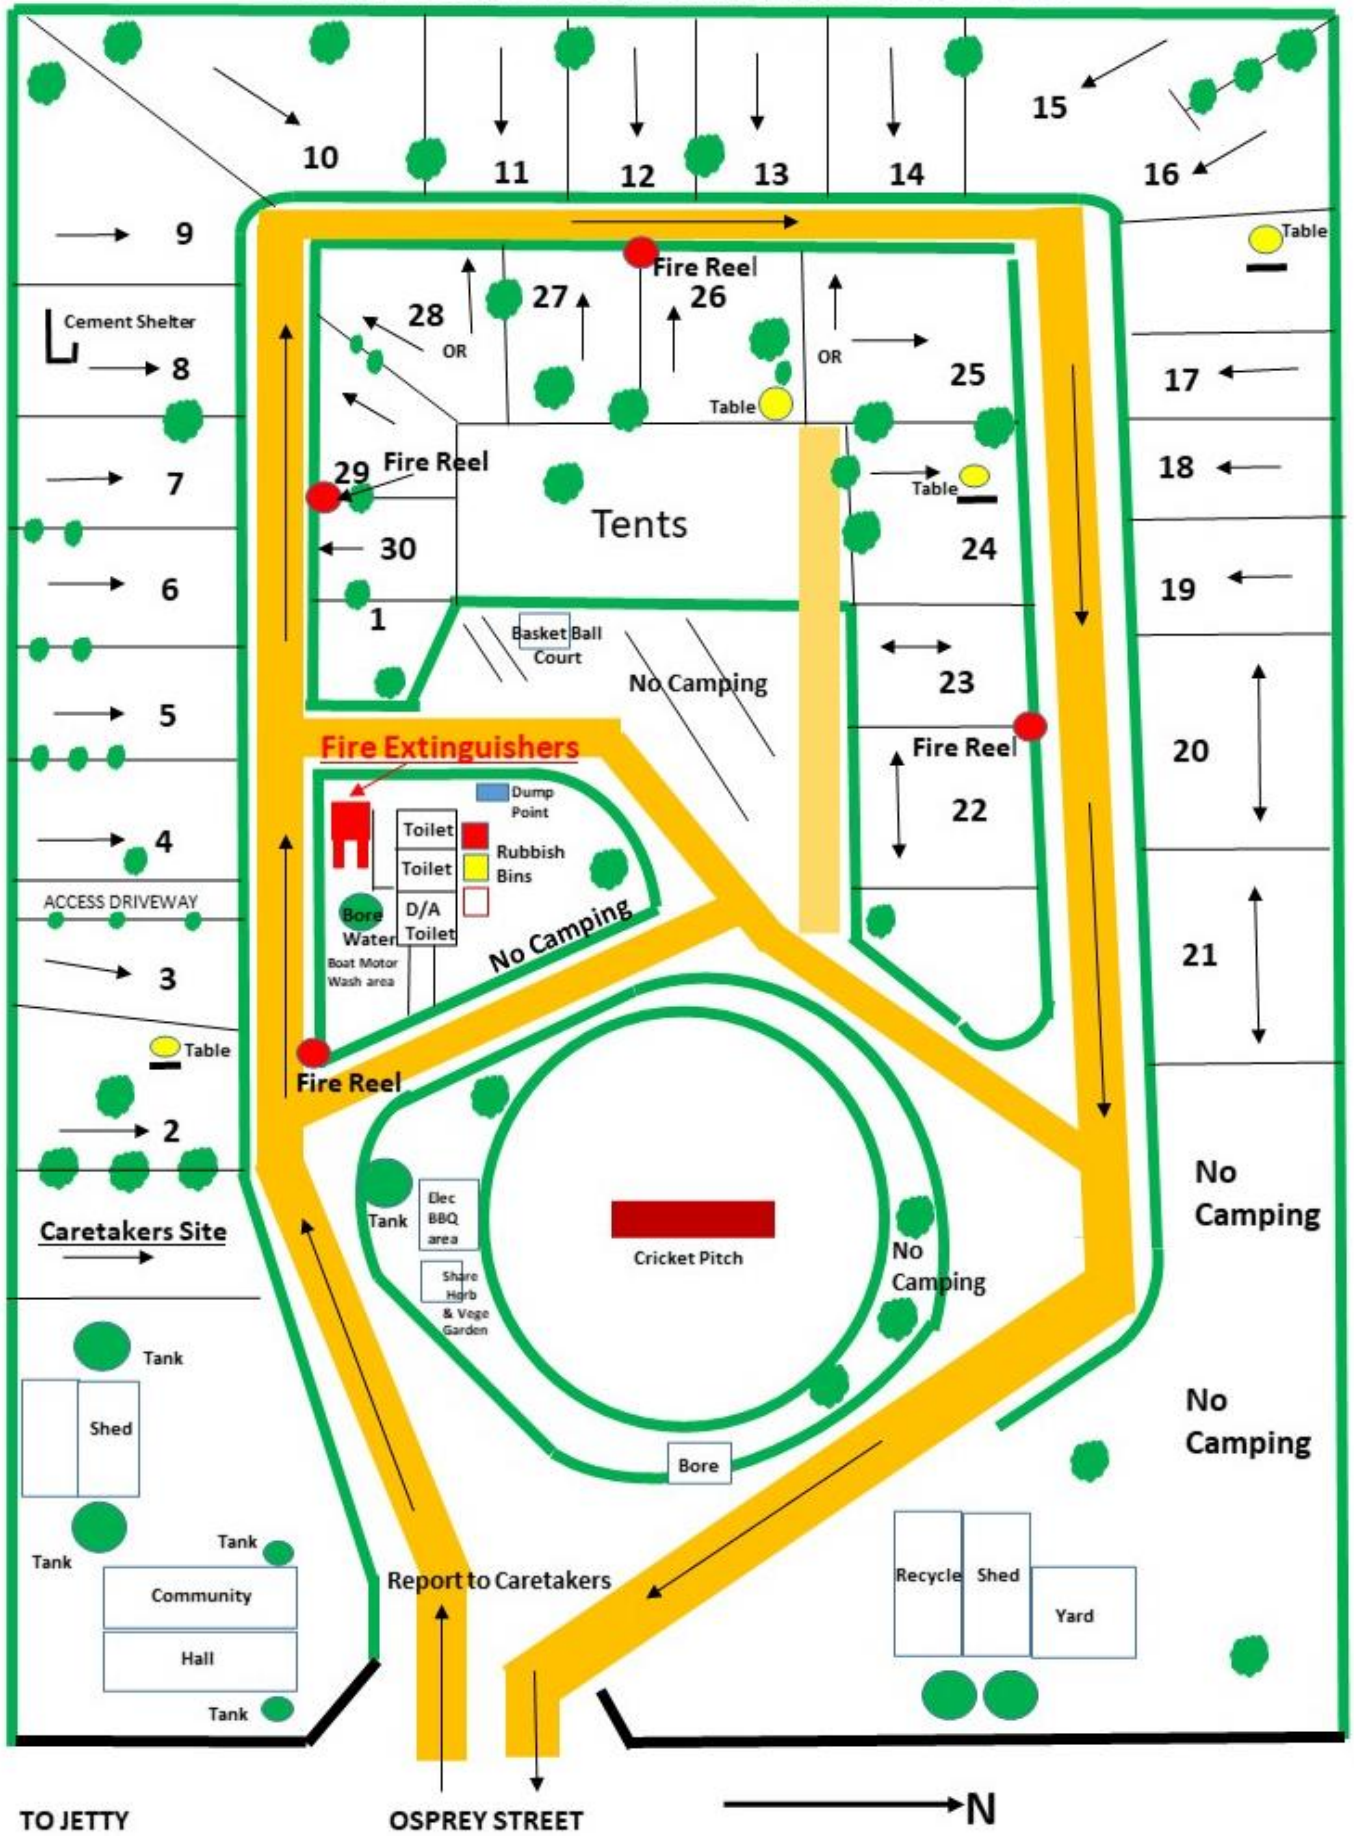 15
10
11
12
13
14
16
9
Table
Fire Reel
28
27
26
Cement Shelter
OR
OR
8
25
17
Table
29
Fire Reel
7
Table
18
Tents
30
24
6
19
1
Basket Ball
Court
No Camping
23
5
Fire Extinguishers
Fire Reel
20
Dump
Point
22
4
Toilet
Toilet
Rubbish
Bins
ACCESS DRIVEWAY
Bore
Water
D/A
Toilet
No Camping
Boat Motor
Wash area
3
21
Table
Fire Reel
2
No
Camping
Caretakers Site
Tank
Elec
BBQ
area
Cricket Pitch
No
Camping
Share
Herb
& Vege
Garden
Tank
Shed
No
Camping
Bore
Tank
Tank
Report to Caretakers
Community
Hall
Recycle
Shed
Yard
Tank
TO JETTY
OSPREY STREET
N